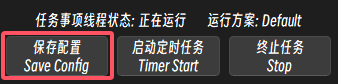 任务事项线程状态: 正在运行 运行方案: Default
保存配置 启动定时任务 终止任务
Save Config Timer Start Stop